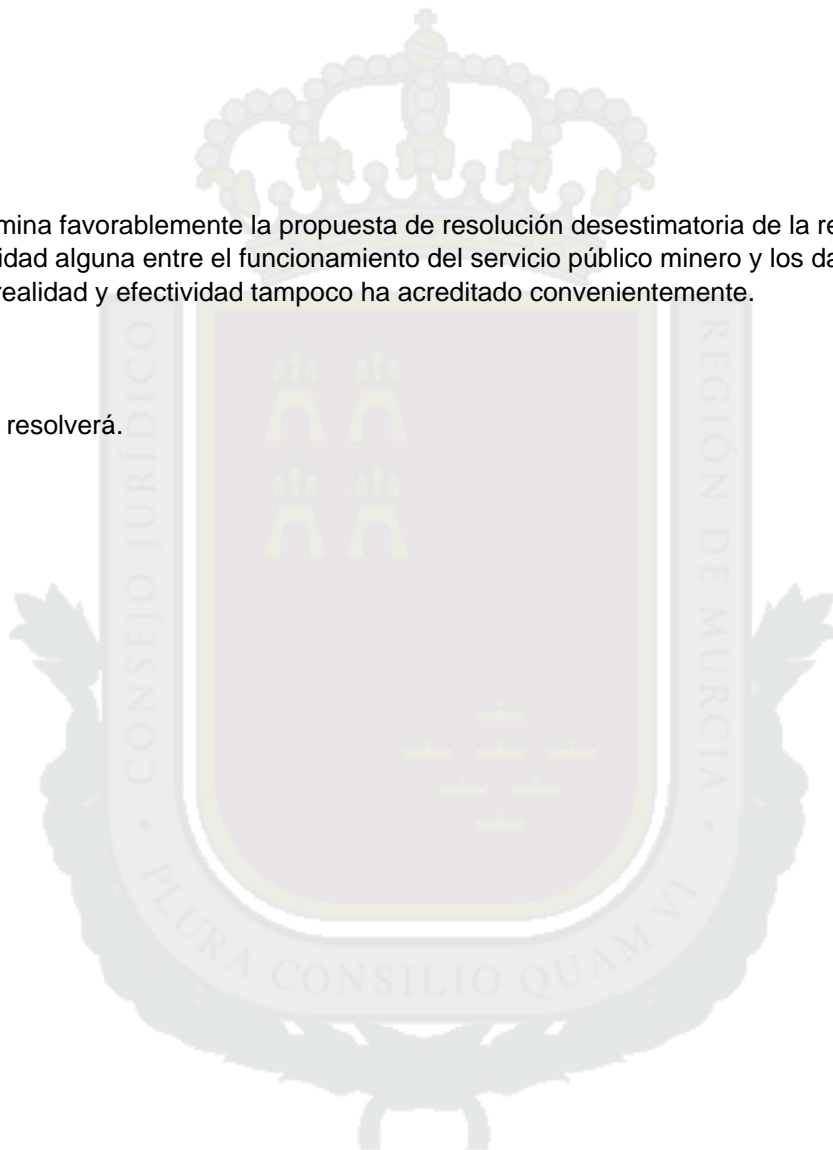 mina favorablemente la propuesta de resolución desestimatoria de la re
idad alguna entre el funcionamiento del servicio público minero y los da
realidad y efectividad tampoco ha acreditado convenientemente.
resolverá.
CONSEJO JURÍDICO
REGIÓN DE MURCIA
PLURA CONSILIO QUAM VI